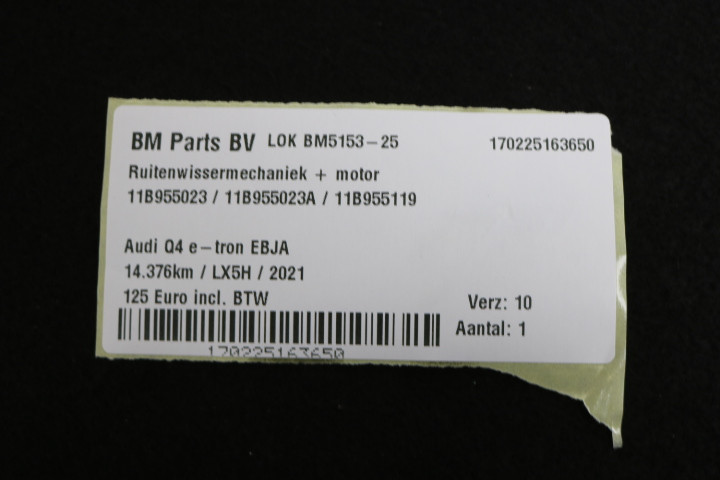 BM Parts BV LOK BM5153-25 170225163650
Ruitenwissermechaniek + motor
11B955023 / 11B955023A / 11B955119
Audi Q4 e-tron EBJA
14.376km / LX5H / 2021
125 Euro incl. BTW
Verz: 10
Aantal: 1
170225163650